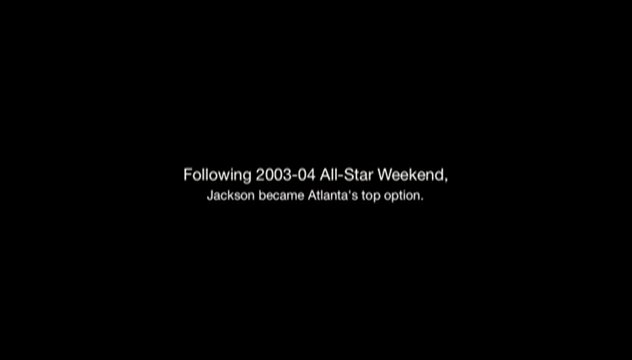 Following 2003-04 All-Star Weekend,
Jackson became Atlanta's top option.